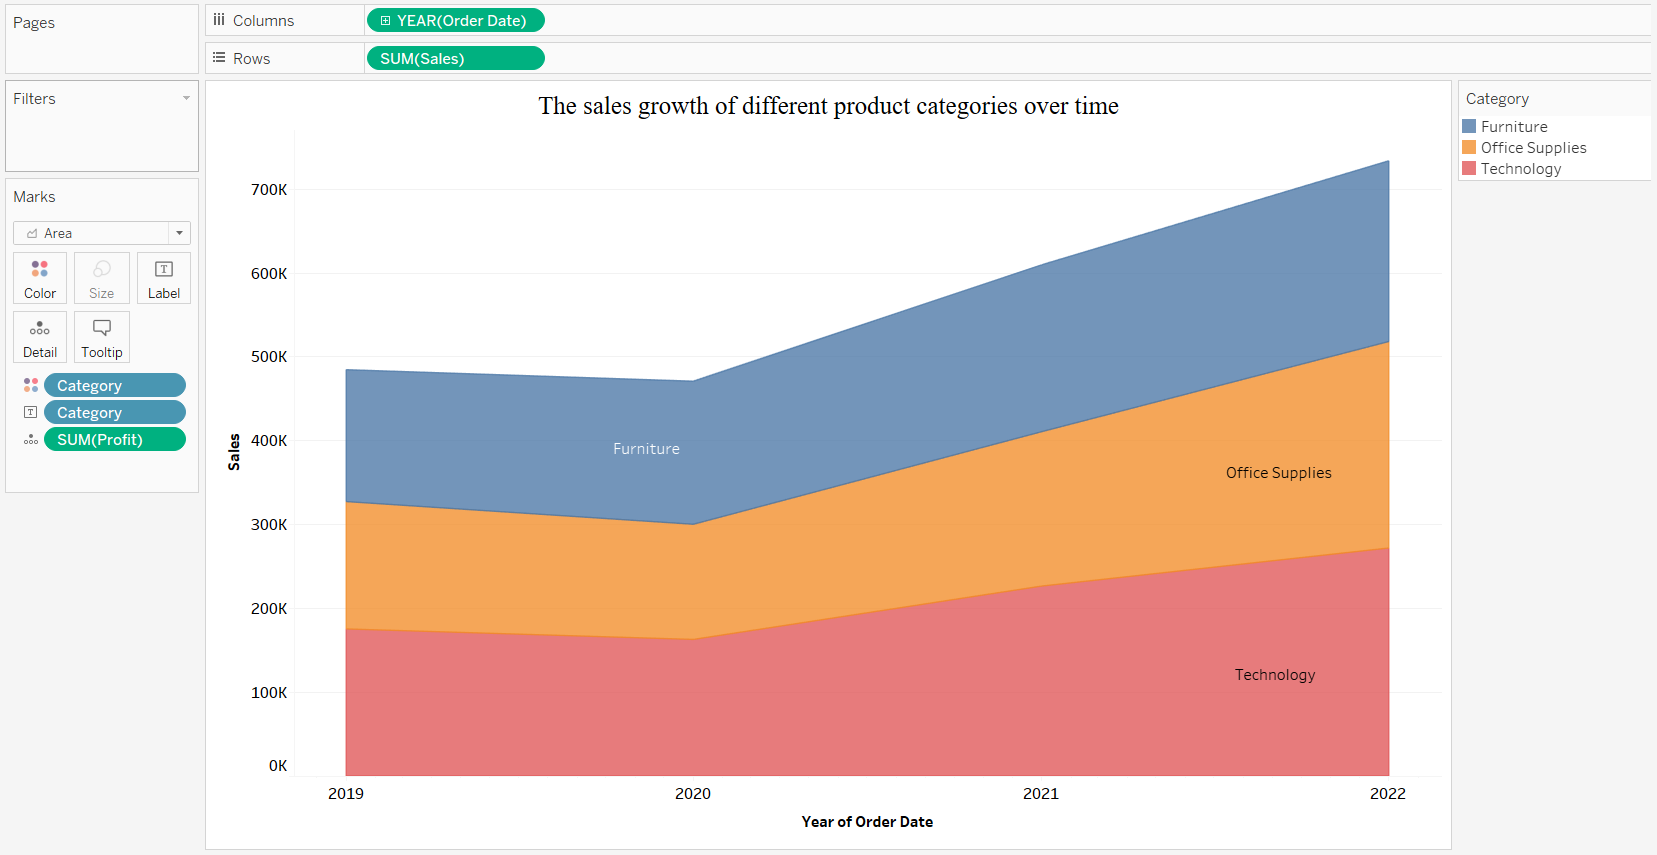 Pages
Columns
YEAR(Order Date)
Rows
SUM(Sales)
Filters
Marks
Area
Color
Size
Label
T
Detail
Tooltip
Category
T
Category
SUM(Profit)
The sales growth of different product categories over time
Sales
700K
600K
500K
400K
300K
200K
100K
0K
Furniture
Office Supplies
Technology
2019
2020
2021
2022
Year of Order Date
Category
Furniture
Office Supplies
Technology